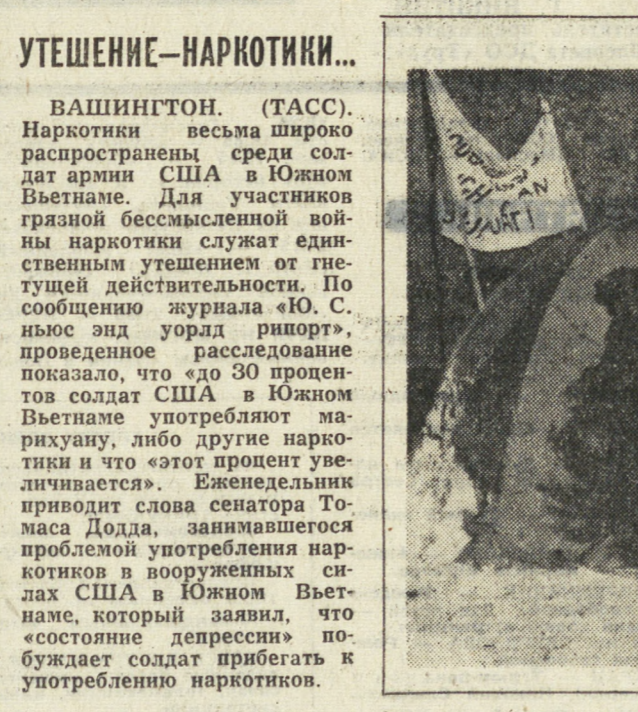 УТЕШЕНИЕ—НАРКОТИКИ...
ВАШИНГТОН. (ТАСС).
Наркотики весьма широко
распространены среди сол-
дат армии США в Южном
Вьетнаме. Для участников
грязной бессмысленной вой-
ны наркотики служат един-
ственным утешением от гне-
тущей действительности. По
сообщению журнала «Ю. С.
ньюс энд уорлд рипорт»,
проведенное расследование
показало, что «до 30 процен-
тов солдат США в Южном
Вьетнаме употребляют ма-
рихуану, либо другие нарко-
тики и что «этот процент уве-
личивается». Еженедельник
приводит слова сенатора То-
маса Додда, занимавшегося
проблемой употребления нар-
котиков в вооруженных си-
лах США в Южном Вьет-
наме, который заявил, что
«состояние депрессии» по-
буждает солдат прибегать к
употреблению наркотиков.